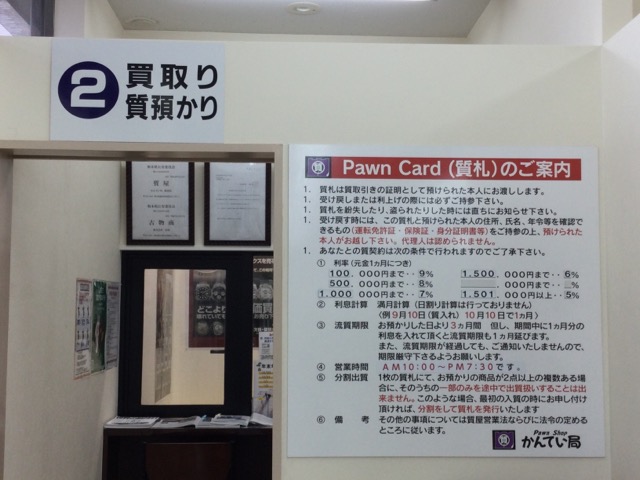 2 買取り
質預かり
質屋
古物商
質 Pawn Card (質札)のご案内
1. 質札は質取引きの証明として預けられた本人にお渡しします。
1. 受け戻しまたは利上げの際には必ずご持参下さい。
1. 質札を紛失したり、盗られたりした時には直ちにお知らせ下さい。
1. 受け戻す時には、この質札と預けられた本人の住所、氏名、年令等を確認で
きるもの(運転免許証・保険証・身分証明書等)をご持参の上、預けられた
本人がお越し下さい。代理人は認められません。
1. あなたとの質契約は次の条件で行われますのでご了承下さい。
① 利率(元金1ヵ月につき)
100,000円まで‥9% 1,500,000円まで‥6%
500,000円まで‥8% ,000円まで‥ %
1,000,000円まで‥7% 1,501,000円以上‥5%
② 利息計算 満月計算(日割り計算は行っておりません)
(例9月10日(質入れ) 10月10日で1ヵ月)
③ 流質期限 お預かりした日より3ヵ月間 但し、期間中に1ヵ月分の
利息を入れて頂くと流質期限も1ヵ月延びます。
また、流質期限が経過しても、ご通知いたしませんので、
期限厳守下さるようお願いします。
④ 営業時間 AM10:00~PM7:30です。
⑤ 分割出質 1枚の質札にて、お預かりの商品が2点以上の複数ある場
合に、そのうちの一部のみを途中で出質扱いすることは出
来ません。このような場合、最初の入質の時にお申し付け
頂ければ、分割をして質札を発行いたします
⑥ 備考 その他の事項については質屋営業法ならびに法令の定める
ところに従います。
質 Pawn Shop
かんてい局
どこより